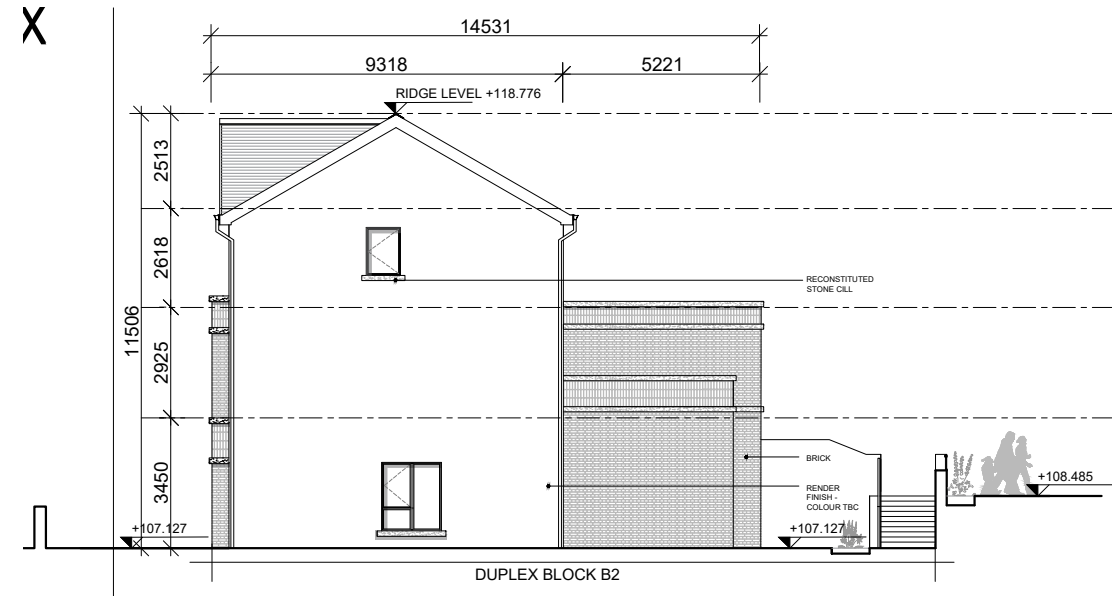 X
14531
9318
5221
RIDGE LEVEL +118.776
2513
2618
2925
3450
11506
RECONSTITUTED
STONE CILL
BRICK
RENDER
FINISH -
COLOUR TBC
+108.485
+107.127
+107.127
DUPLEX BLOCK B2